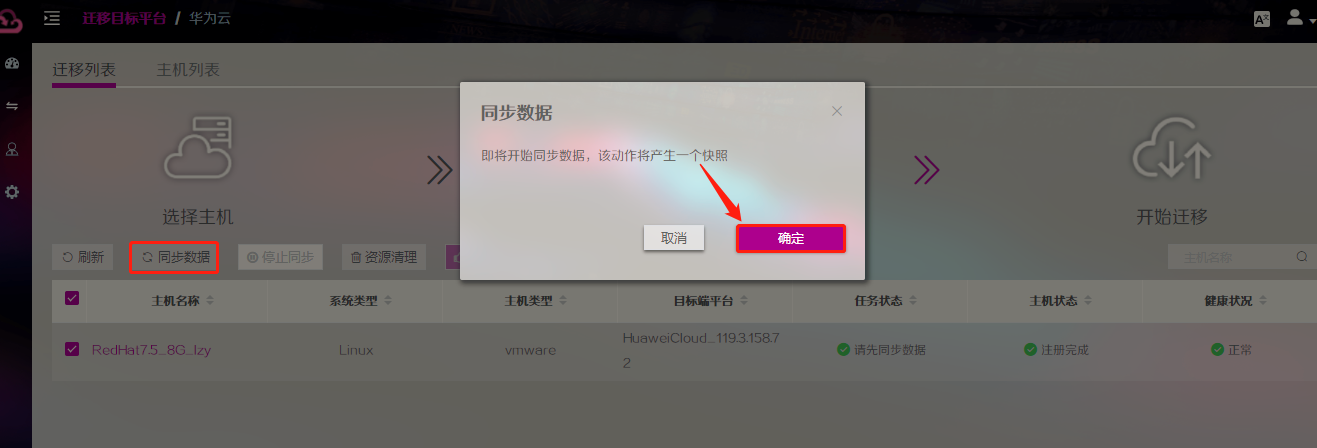 迁移目标平台 / 华为云
迁移列表 主机列表
同步数据
即将开始同步数据，该动作将产生一个快照
取消 确定
选择主机 开始迁移
刷新 同步数据 停止同步 资源清理 主机名称
主机名称 系统类型 主机类型 目标端平台 任务状态 主机状态 健康状况
RedHat7.5_8G_lzy Linux vmware HuaweiCloud_119.3.158.7 请先同步数据 注册完成 正常
2